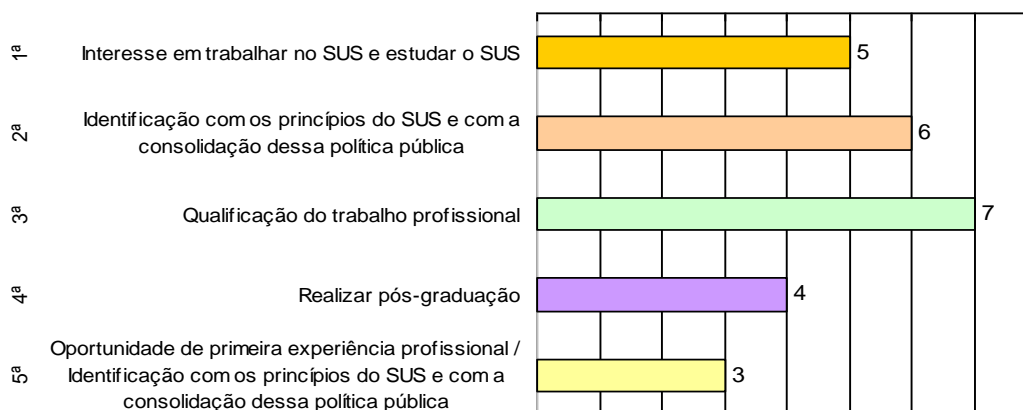 1ª
Interesse em trabalhar no SUS e estudar o SUS
5
2ª
Identificação com os princípios do SUS e com a
consolidação dessa política pública
6
3ª
Qualificação do trabalho profissional
7
4ª
Realizar pós-graduação
4
5ª
Oportunidade de primeira experiência profissional /
Identificação com os princípios do SUS e com a
consolidação dessa política pública
3